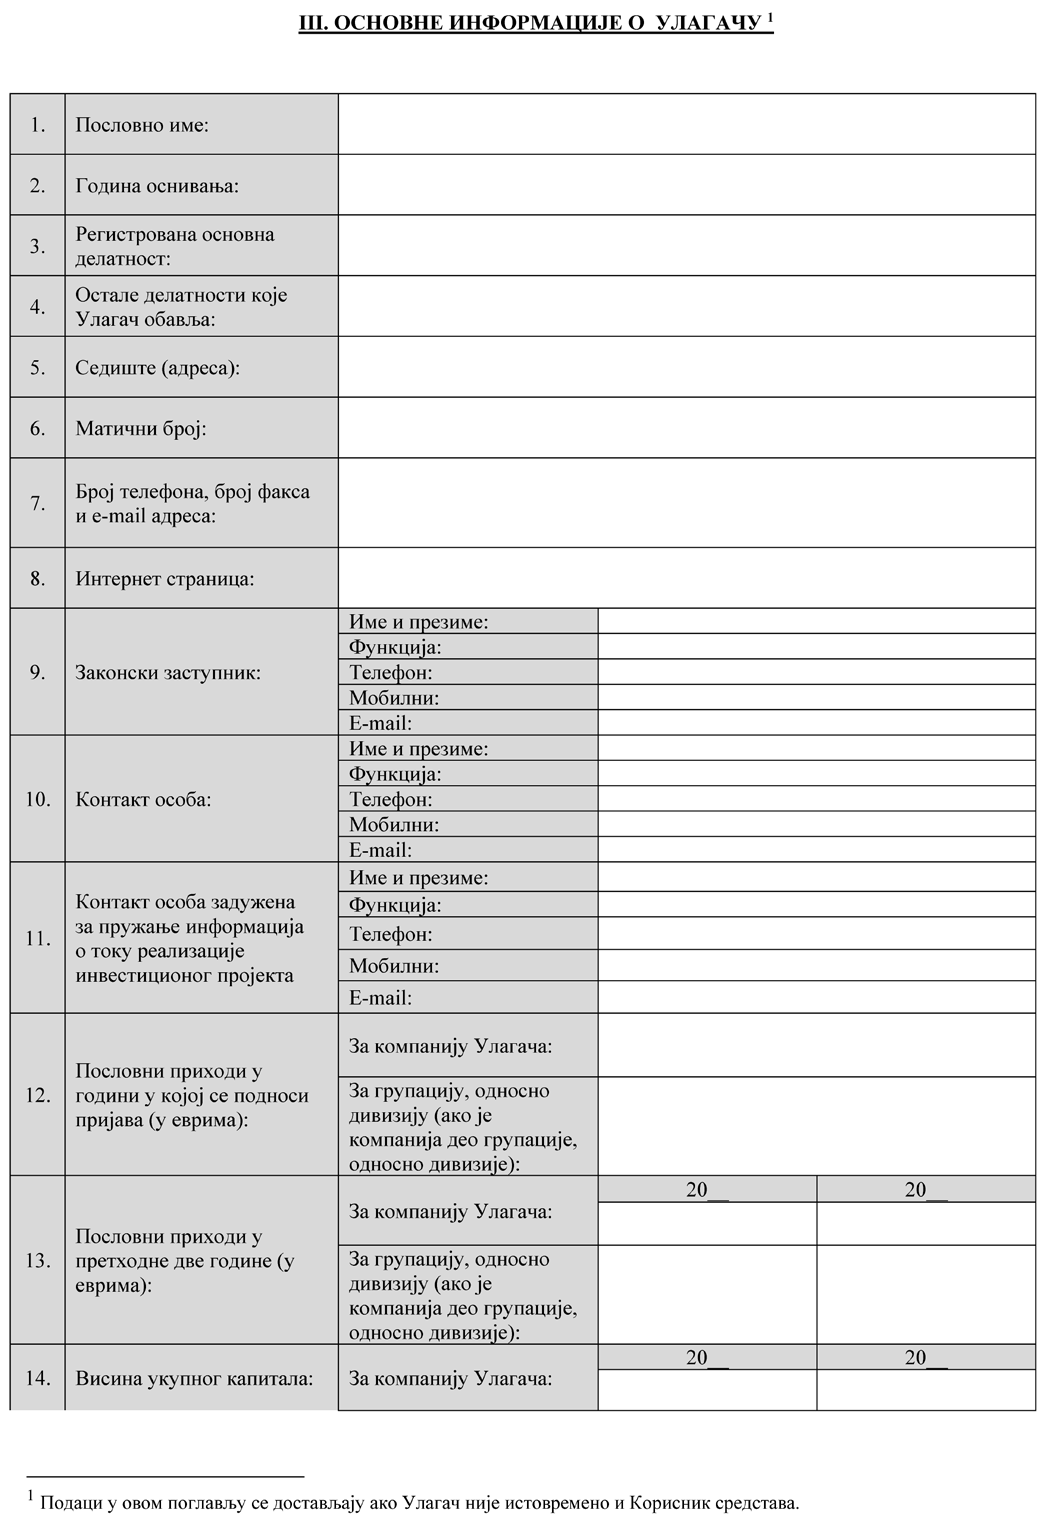 III. ОСНОВНЕ ИНФОРМАЦИЈЕ О УЛАГАЧУ ¹
1. Пословно име:
2. Година оснивања:
3. Регистрована основна
делатност:
4. Остале делатности које
Улагач обавља:
5. Седиште (адреса):
6. Матични број:
7. Број телефона, број факса
и e-mail адреса:
8. Интернет страница:
9. Законски заступник:
Име и презиме:
Функција:
Телефон:
Мобилни:
E-mail:
10. Контакт особа:
Име и презиме:
Функција:
Телефон:
Мобилни:
E-mail:
11. Контакт особа задужена
за пружање информација
о току реализације
инвестиционог пројекта
Име и презиме:
Функција:
Телефон:
Мобилни:
E-mail:
12. Пословни приходи у
години у којој се подноси
пријава (у еврима):
За компанију Улагача:
За групацију, односно
дивизију (ако је
компанија део групације,
односно дивизије):
13. Пословни приходи у
претходне две године (у
еврима):
За компанију Улагача:
20__ 20__
За групацију, односно
дивизију (ако је
компанија део групације,
односно дивизије):
14. Висина укупног капитала:
За компанију Улагача:
20__ 20__
¹ Подаци у овом поглављу се достављају ако Улагач није истовремено и Корисник средстава.